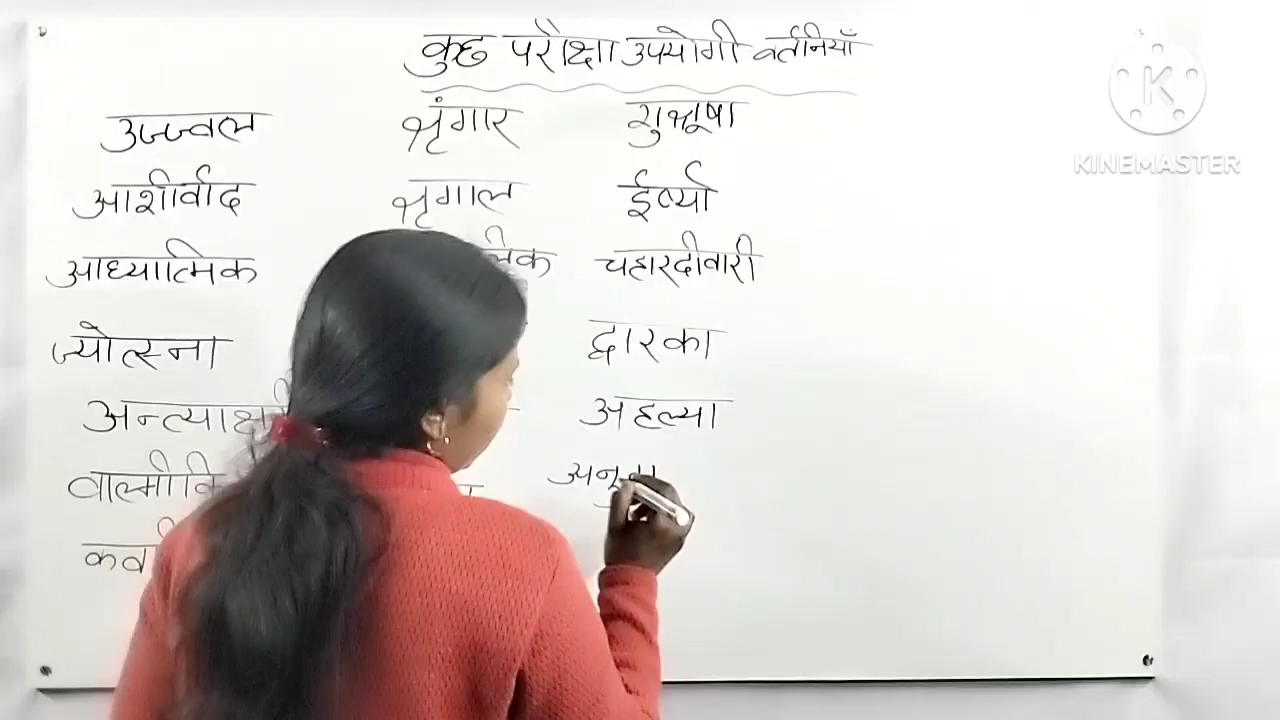 कुछ परीक्षा उपयोगी वर्तनियाँ
उज्ज्वल श्रृंगार शुश्रूषा
आशीर्वाद श्रृगाल ईर्ष्या
आध्यात्मिक चहारदीवारी
ज्योत्स्ना द्वारका
अहल्या
वाल्मीकि
KINEMASTER